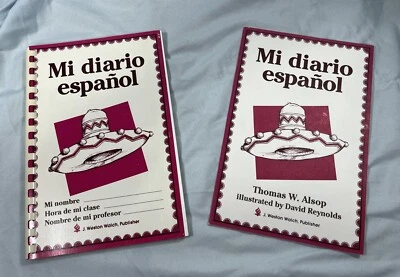 Mi diario
español
Mi nombre
Hora de mi clase
Nombre de mi profesor
J. Weston Walch, Publisher
Mi diario
español
Thomas W. Alsop
illustrated by David Reynolds
J. Weston Walch, Publisher